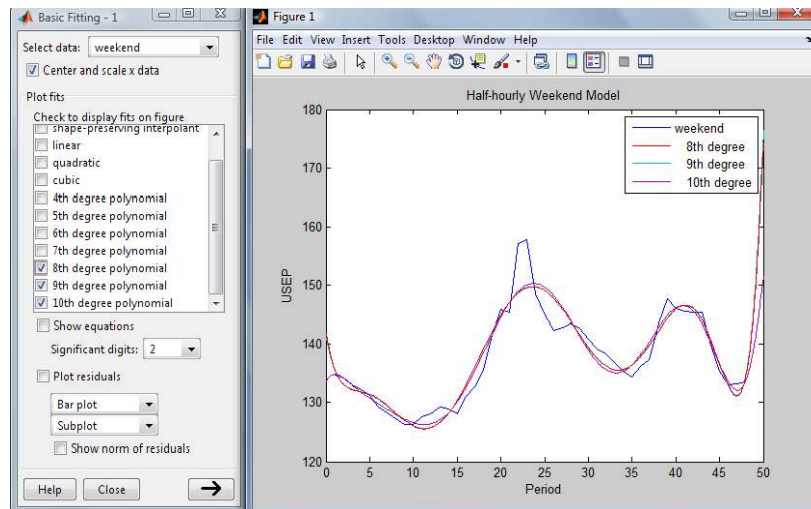 Basic Fitting - 1
Select data: weekend
Center and scale x data
Plot fits
Check to display fits on figure
shape-preserving interpolant
linear
quadratic
cubic
4th degree polynomial
5th degree polynomial
6th degree polynomial
7th degree polynomial
8th degree polynomial
9th degree polynomial
10th degree polynomial
Show equations
Significant digits: 2
Plot residuals
Bar plot
Subplot
Show norm of residuals
Help Close
Figure 1
File Edit View Insert Tools Desktop Window Help
Half-hourly Weekend Model
weekend
8th degree
9th degree
10th degree
USEP
180
170
160
150
140
130
120
0 5 10 15 20 25 30 35 40 45 50
Period